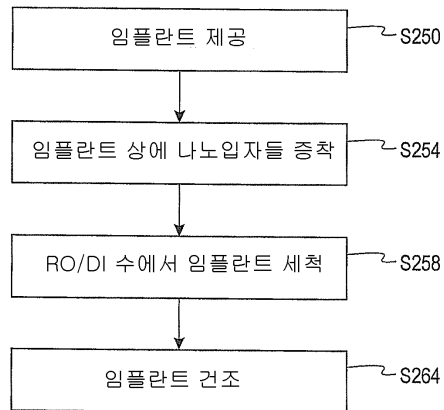 임플란트 제공
S250
임플란트 상에 나노입자들 증착
S254
RO/DI 수에서 임플란트 세척
S258
임플란트 건조
S264